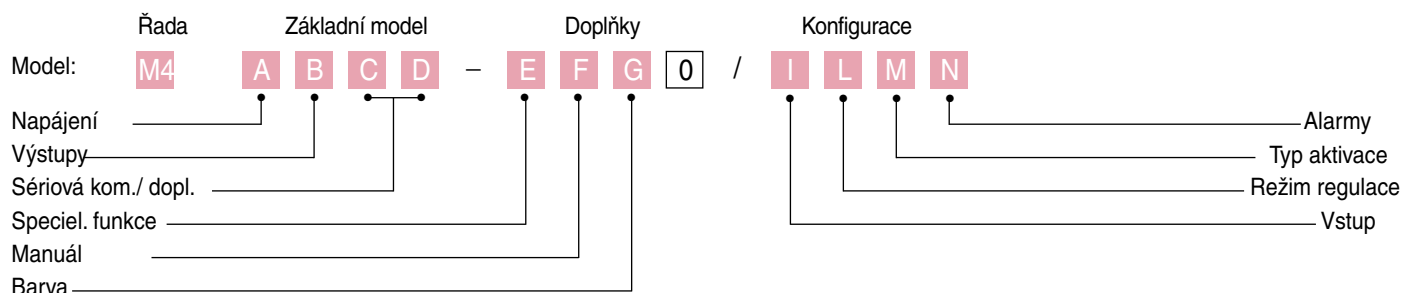 Řada Základní model Doplňky Konfigurace
Model: M4 A B C D – E F G 0 / I L M N
Napájení Alarmy
Výstupy Typ aktivace
Sériová kom./ dopl. Režim regulace
Speciel. funkce Vstup
Manuál
Barva